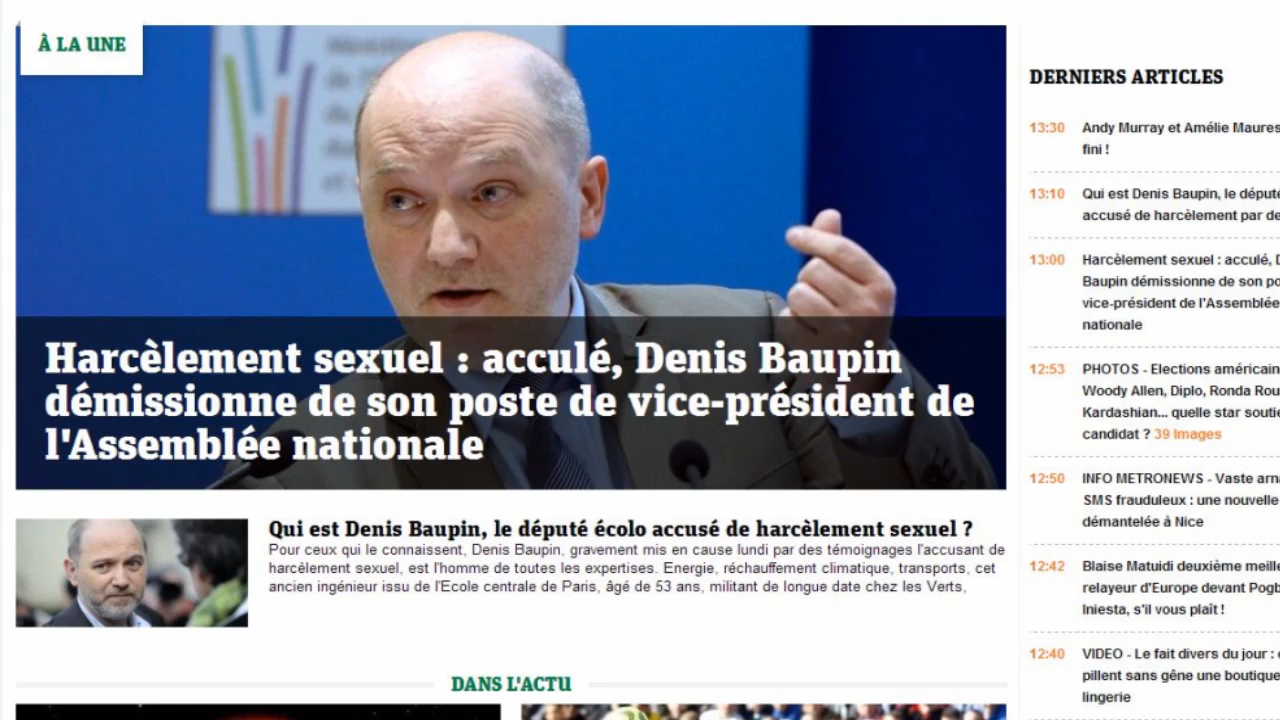 À LA UNE
Harcèlement sexuel : acculé, Denis Baupin
démissionne de son poste de vice-président de
l'Assemblée nationale
Qui est Denis Baupin, le député écolo accusé de harcèlement sexuel ?
Pour ceux qui le connaissent, Denis Baupin, gravement mis en cause lundi par des témoignages l'accusant de
harcèlement sexuel, est l'homme de toutes les expertises. Energie, réchauffement climatique, transports, cet
ancien ingénieur issu de l'Ecole centrale de Paris, âgé de 53 ans, militant de longue date chez les Verts,
DANS L'ACTU
DERNIERS ARTICLES
13:30 Andy Murray et Amélie Maures
fini !
13:10 Qui est Denis Baupin, le déput
accusé de harcèlement par de
13:00 Harcèlement sexuel : acculé, D
Baupin démissionne de son po
vice-président de l'Assemblée
nationale
12:53 PHOTOS - Elections américain
Woody Allen, Diplo, Ronda Rou
Kardashian... quelle star soutie
candidat ? 39 Images
12:50 INFO METRONEWS - Vaste arna
SMS frauduleux : une nouvelle
démantelée à Nice
12:42 Blaise Matuidi deuxième meille
relayeur d'Europe devant Pogb
Iniesta, s'il vous plaît !
12:40 VIDEO - Le fait divers du jour :
pillent sans gêne une boutique
lingerie